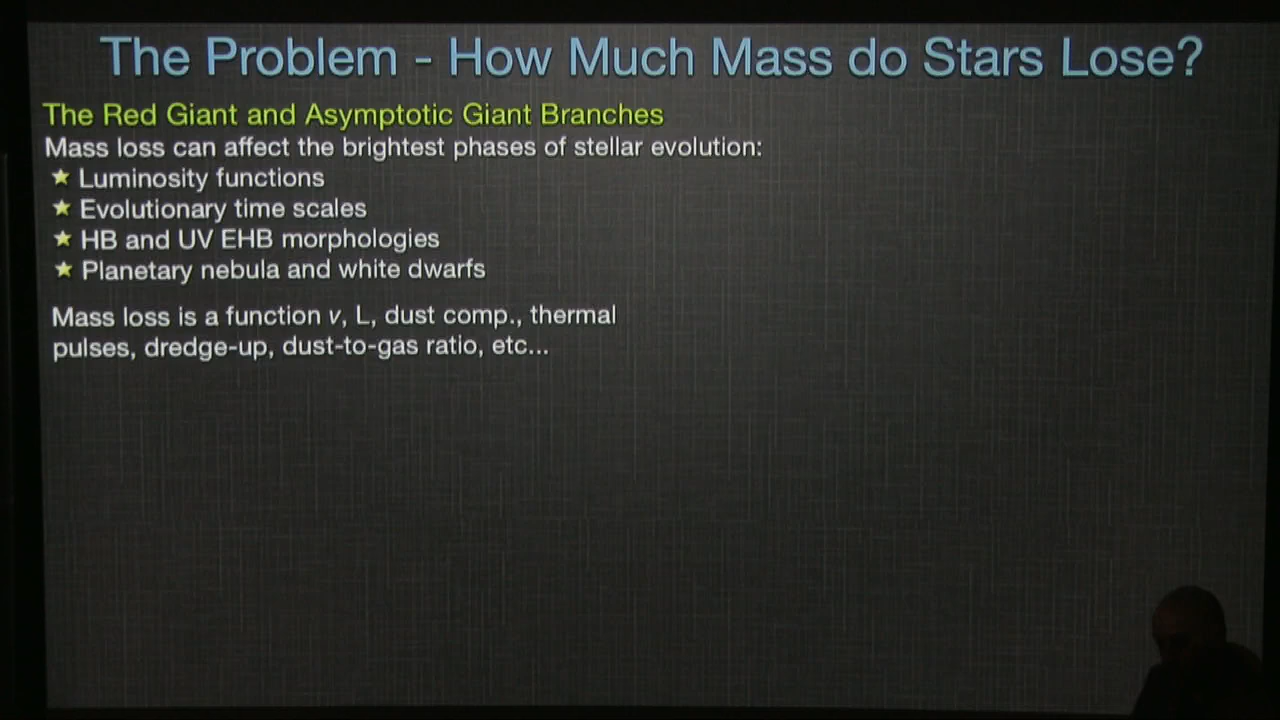 The Problem - How Much Mass do Stars Lose?
The Red Giant and Asymptotic Giant Branches
Mass loss can affect the brightest phases of stellar evolution:
★ Luminosity functions
★ Evolutionary time scales
★ HB and UV EHB morphologies
★ Planetary nebula and white dwarfs
Mass loss is a function v, L, dust comp., thermal
pulses, dredge-up, dust-to-gas ratio, etc...